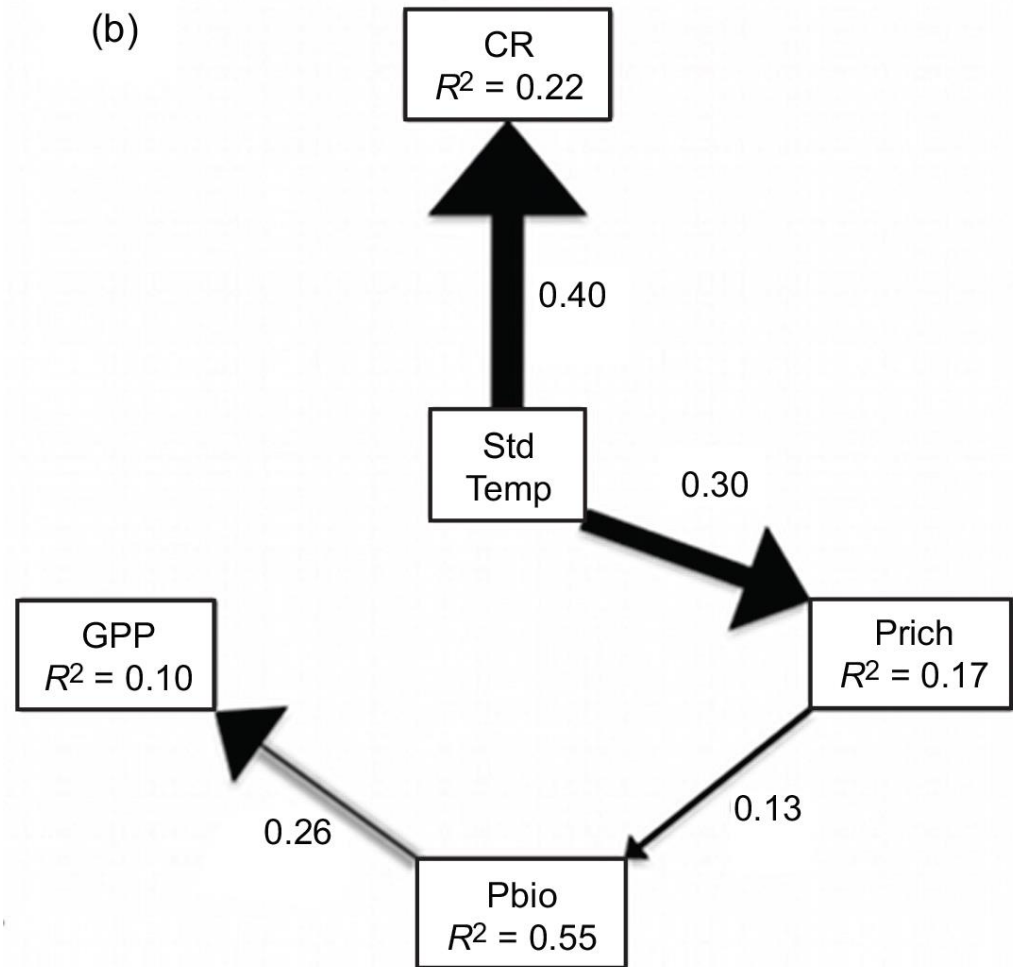 (b)
CR
R² = 0.22
0.40
Std
Temp
0.30
GPP
R² = 0.10
Prich
R² = 0.17
0.26
0.13
Pbio
R² = 0.55